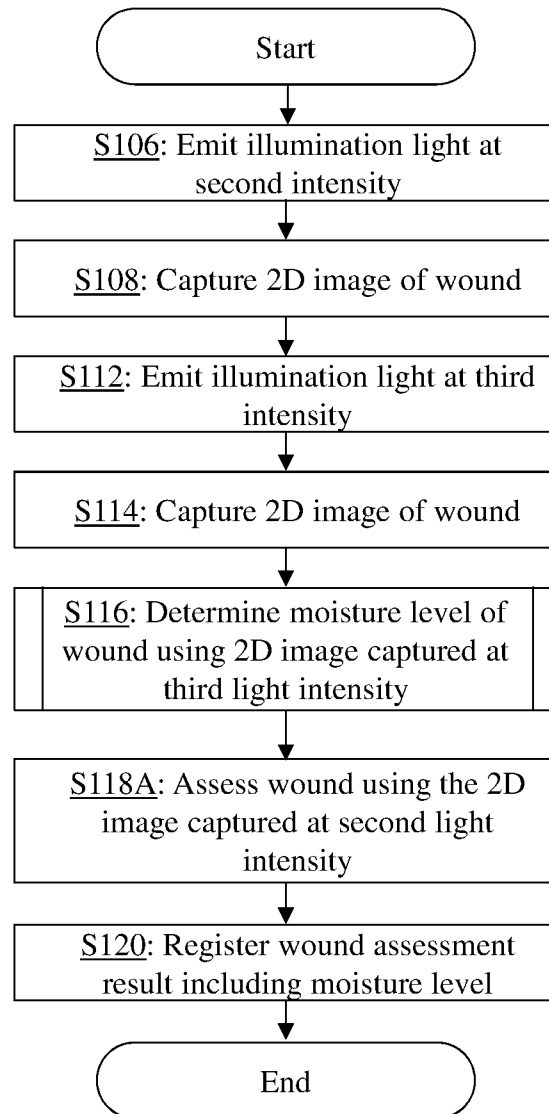 Start
S106: Emit illumination light at
second intensity
S108: Capture 2D image of wound
S112: Emit illumination light at third
intensity
S114: Capture 2D image of wound
S116: Determine moisture level of
wound using 2D image captured at
third light intensity
S118A: Assess wound using the 2D
image captured at second light
intensity
S120: Register wound assessment
result including moisture level
End